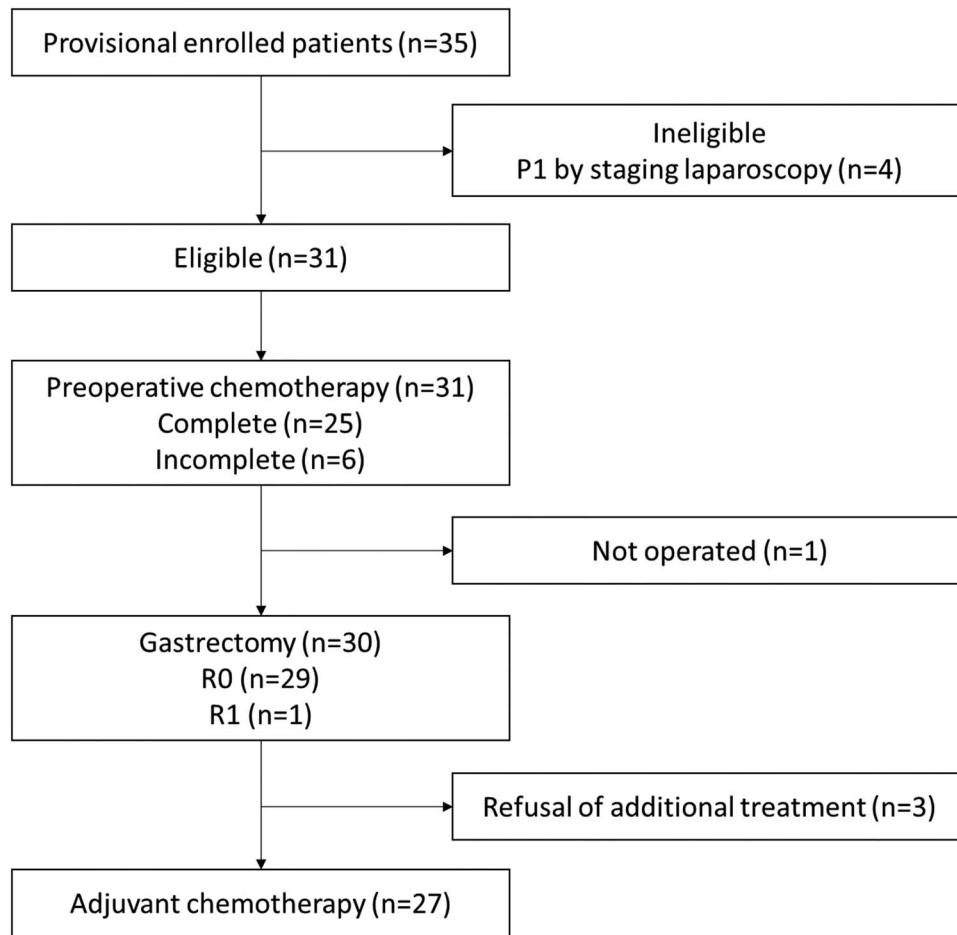 Provisional enrolled patients (n=35)
Ineligible
P1 by staging laparoscopy (n=4)
Eligible (n=31)
Preoperative chemotherapy (n=31)
Complete (n=25)
Incomplete (n=6)
Not operated (n=1)
Gastrectomy (n=30)
R0 (n=29)
R1 (n=1)
Refusal of additional treatment (n=3)
Adjuvant chemotherapy (n=27)